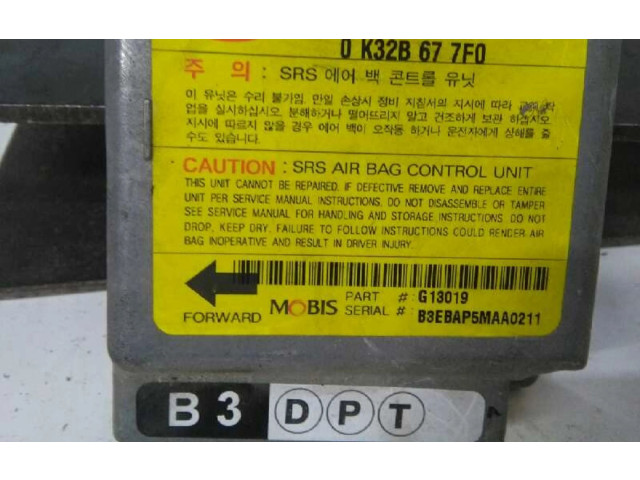 0 K32B 67 7F0
주 의 : SRS 에어 백 콘트롤 유닛
이 유닛은 수리 불가임. 만일 손상시 정비 지침서의 지시에 따라
업을 실시하십시오. 분해하거나 떨어뜨리지 말고 건조하게 보관 하십시오
지시에 따르지 않을 경우 에어 백이 오작동 하거나 운전자에게 상해를 줄
수도 있습니다.
CAUTION : SRS AIR BAG CONTROL UNIT
THIS UNIT CANNOT BE REPAIRED. IF DEFECTIVE REMOVE AND REPLACE ENTIRE
UNIT PER SERVICE MANUAL INSTRUCTIONS. DO NOT DISASSEMBLE OR TAMPER
SEE SERVICE MANUAL FOR HANDLING AND STORAGE INSTRUCTIONS. DO NOT
DROP, KEEP DRY. FAILURE TO FOLLOW INSTRUCTIONS COULD RENDER AIR
BAG INOPERATIVE AND RESULT IN DRIVER INJURY.
FORWARD MOBIS PART # : G13019
SERIAL # : B3EBAP5MAA0211
B 3 D P T